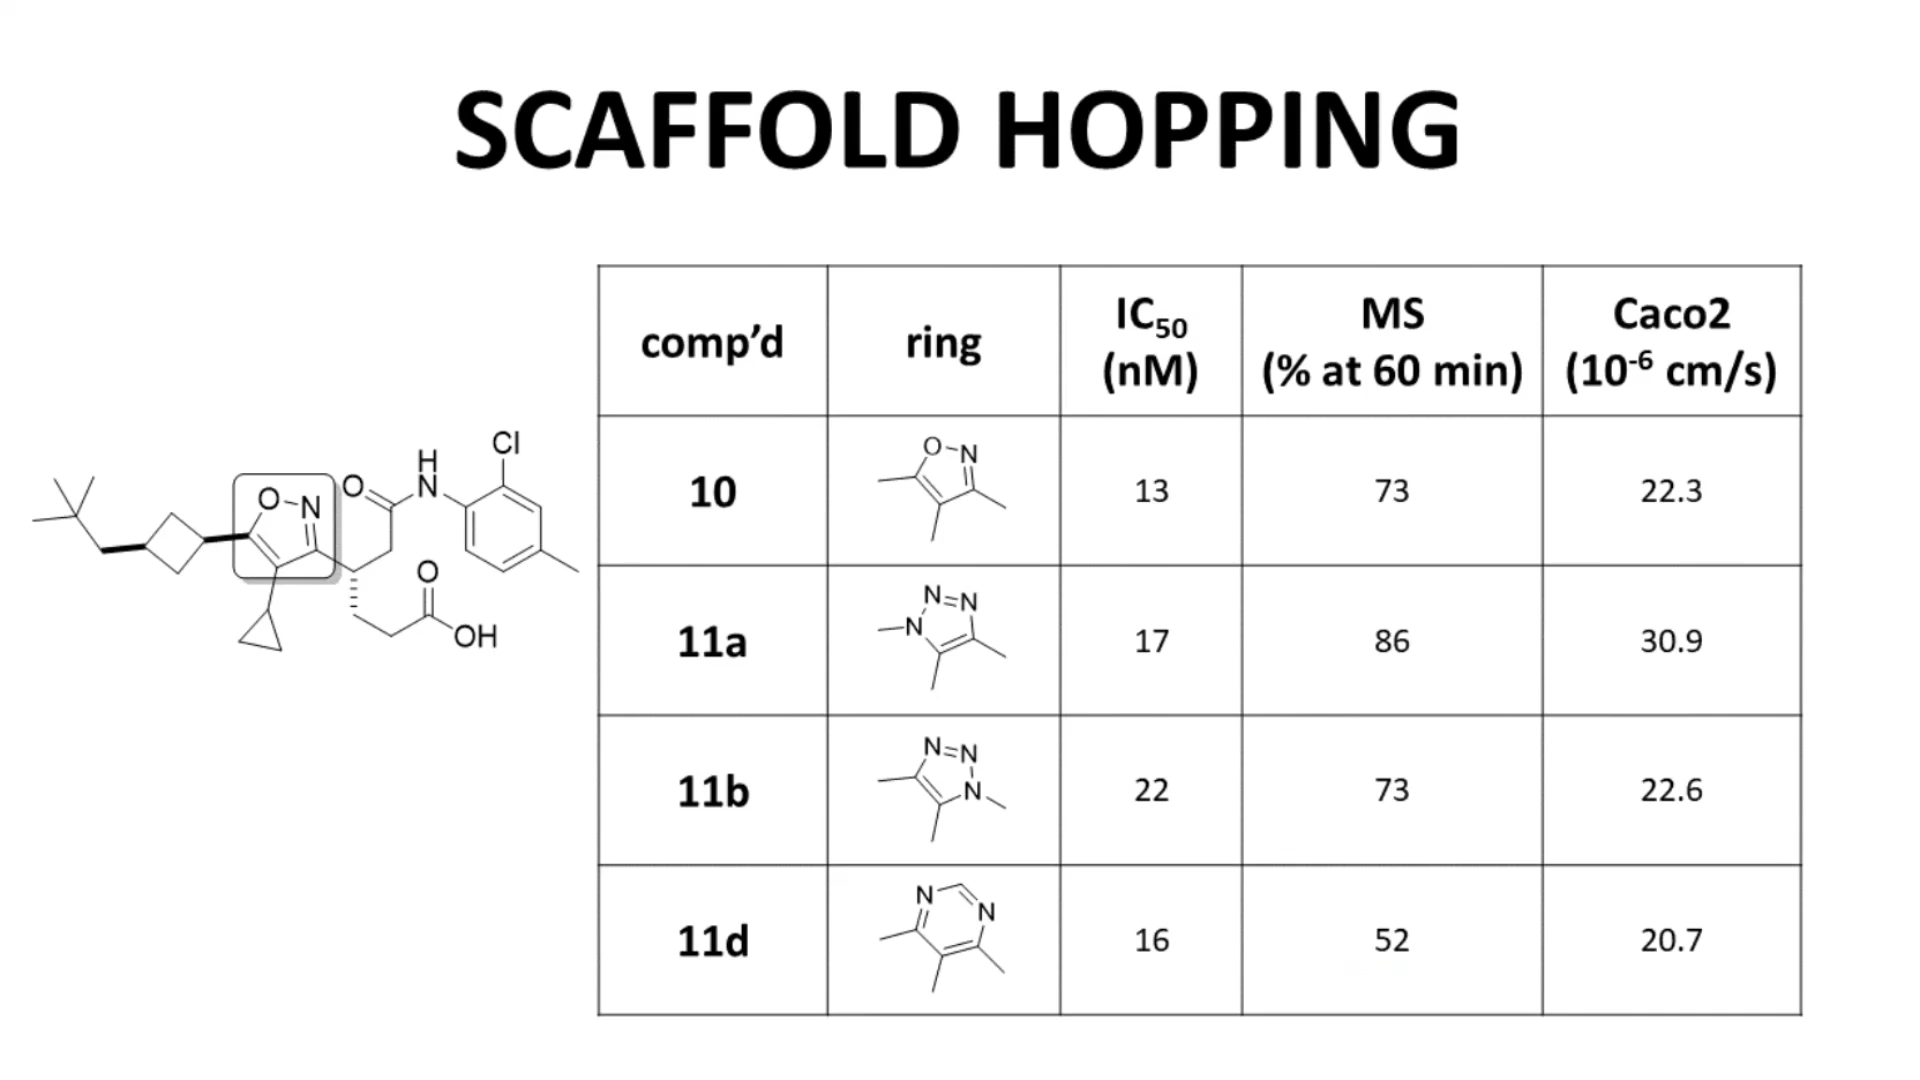 SCAFFOLD HOPPING
comp’d
ring
IC50
(nM)
MS
(% at 60 min)
Caco2
(10-6 cm/s)
10
O
N
13
73
22.3
11a
N=N
N
17
86
30.9
11b
N=N
N
22
73
22.6
11d
N
N
16
52
20.7
Cl
H
N
O
O
N
O
OH